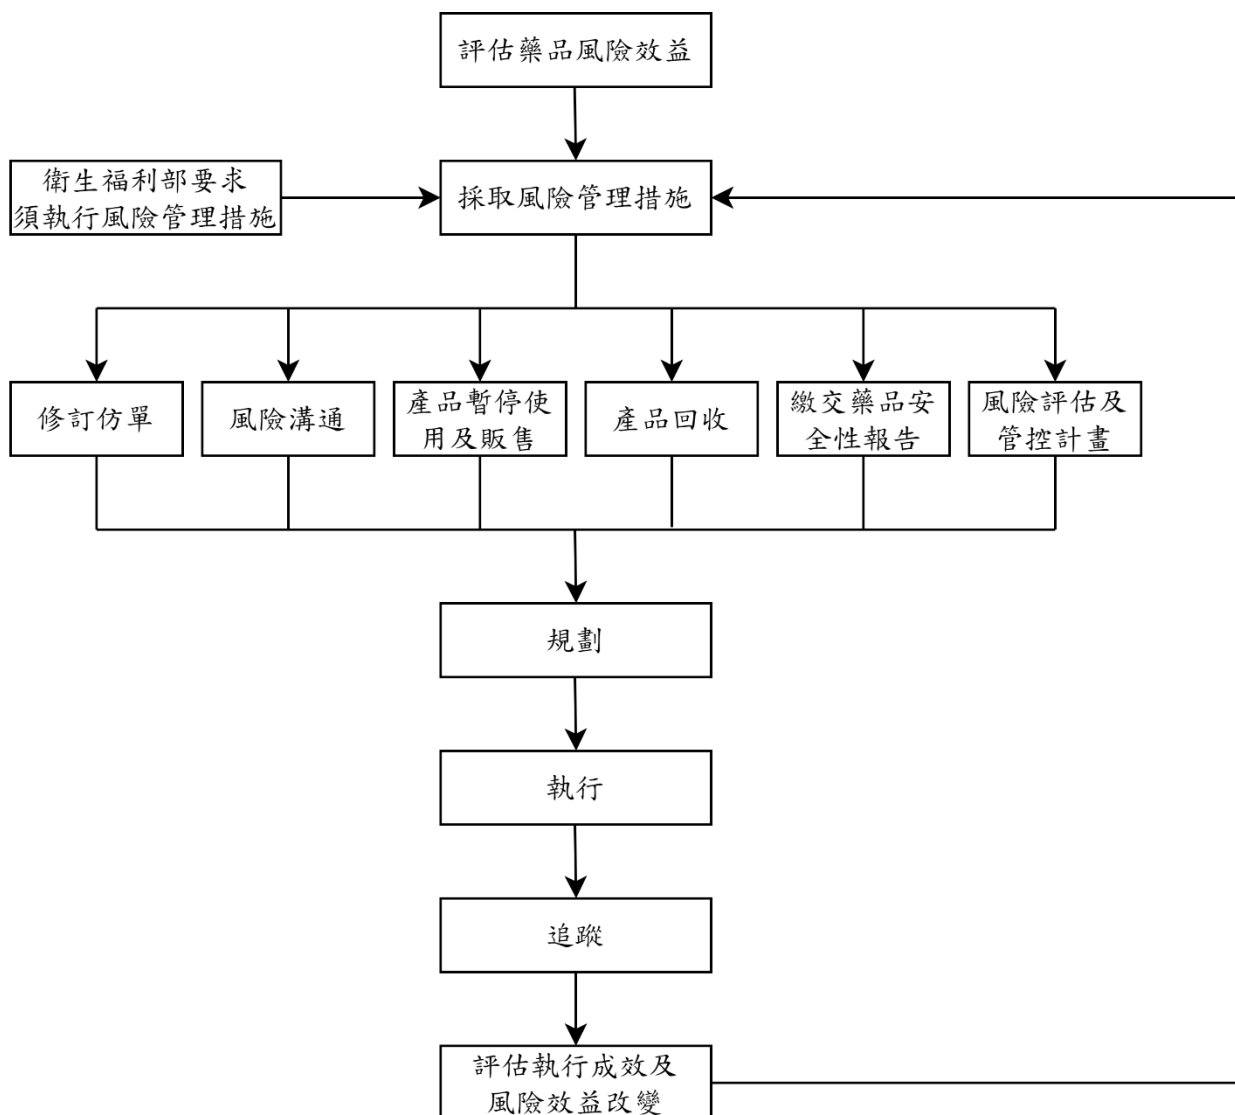 評估藥品風險效益
衛生福利部要求
須執行風險管理措施
採取風險管理措施
修訂仿單
風險溝通
產品暫停使
用及販售
產品回收
繳交藥品安
全性報告
風險評估及
管控計畫
規劃
執行
追蹤
評估執行成效及
風險效益改變